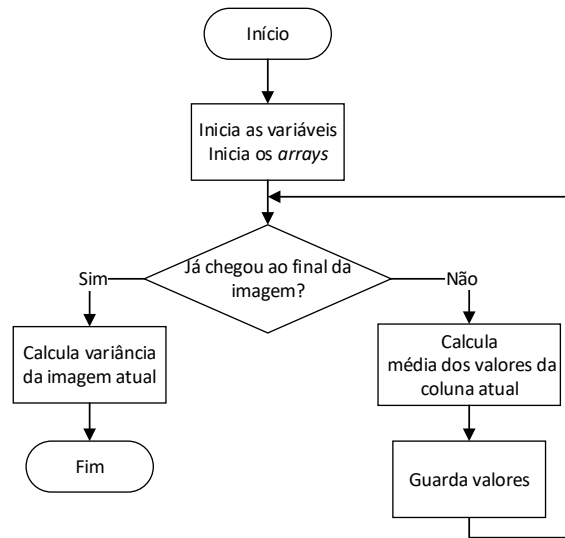 Início
Inicia as variáveis
Inicia os arrays
Já chegou ao final da
imagem?
Sim
Não
Calcula variância
da imagem atual
Calcula
média dos valores da
coluna atual
Fim
Guarda valores